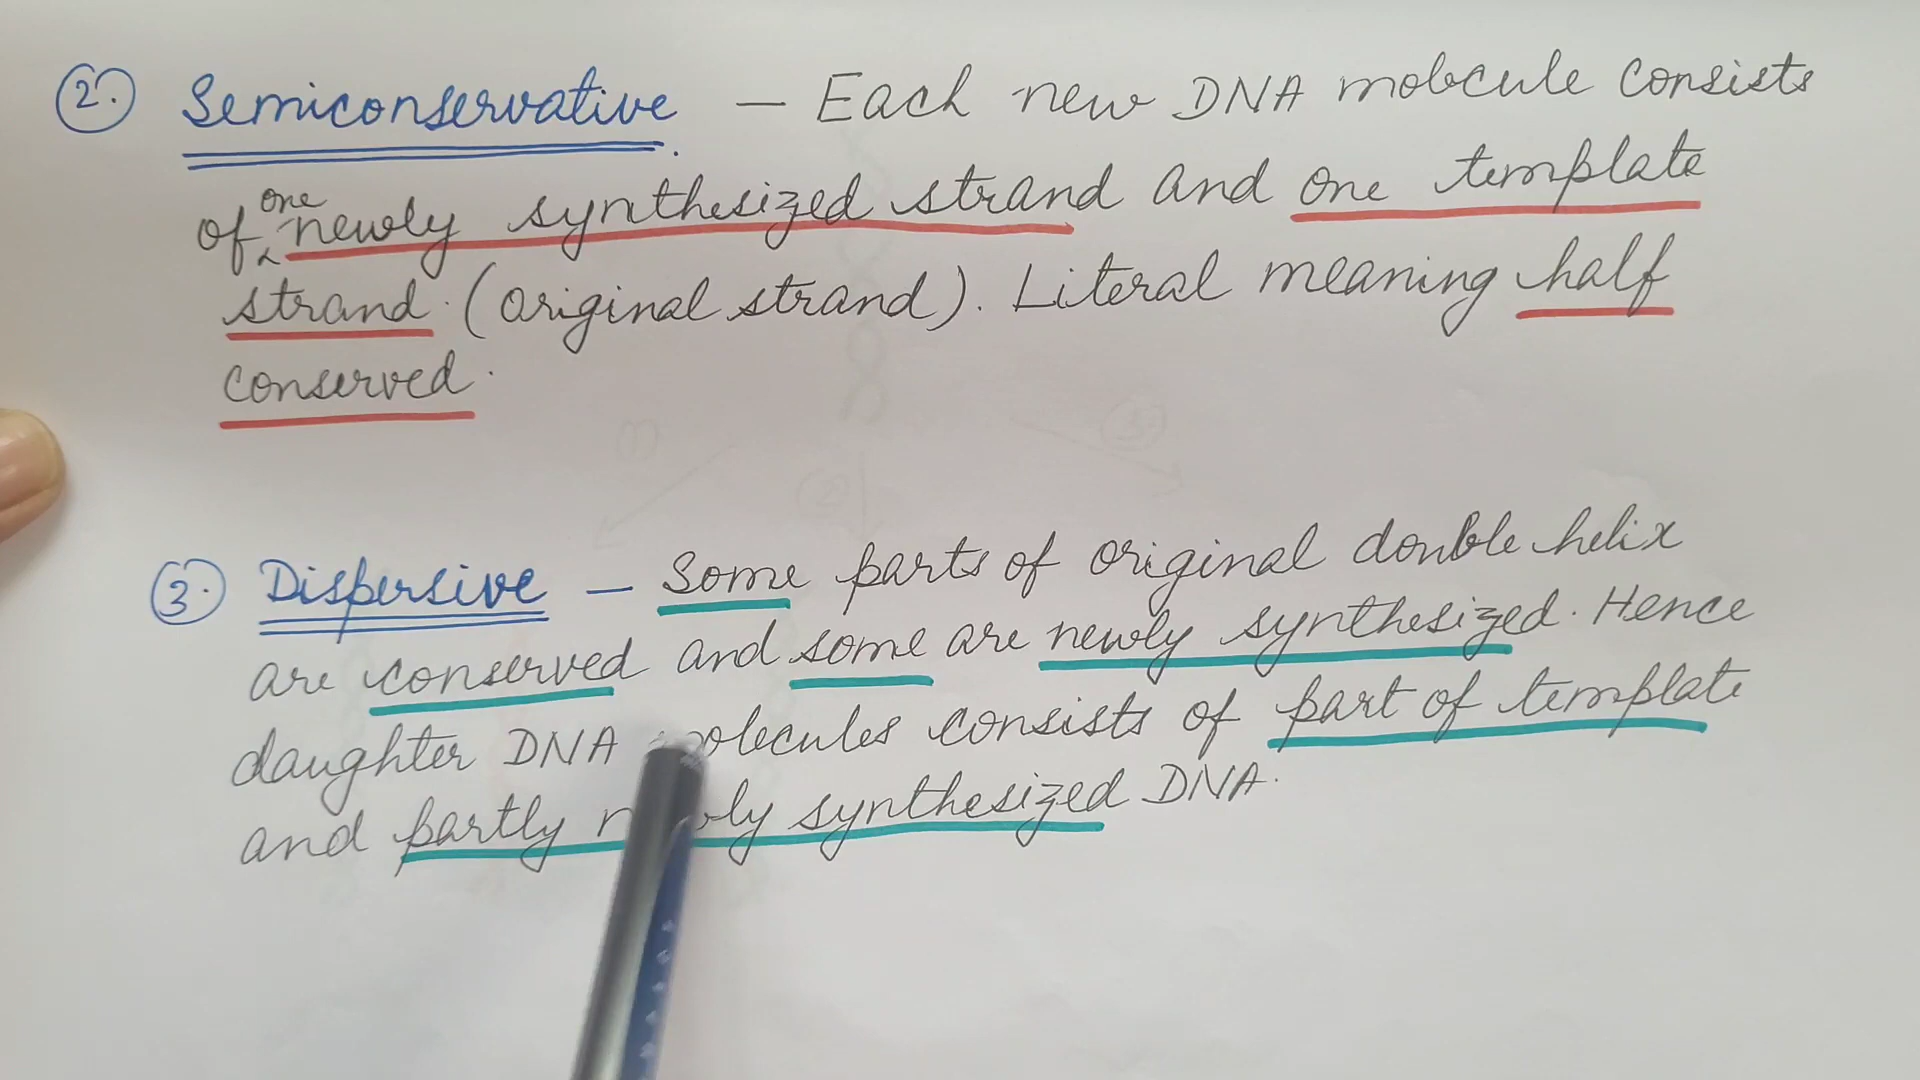 2. Semiconservative. — Each new DNA molecule consists
of one newly synthesized strand and one template
strand. (Original strand). Literal meaning half
conserved.
3. Dispersive — Some parts of original double helix
are conserved and some are newly synthesized. Hence
daughter DNA consists of part of template
and partly synthesized DNA.